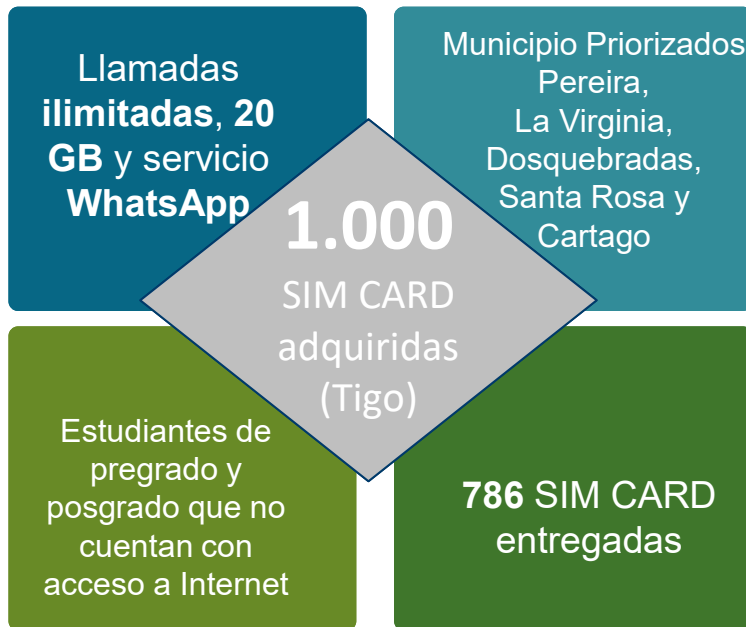 Llamadas
ilimitadas, 20
GB y servicio
WhatsApp
Municipio Priorizados
Pereira,
La Virginia,
Dosquebradas,
Santa Rosa y
Cartago
1.000
SIM CARD
adquiridas
(Tigo)
Estudiantes de
pregrado y
posgrado que no
cuentan con
acceso a Internet
786 SIM CARD
entregadas